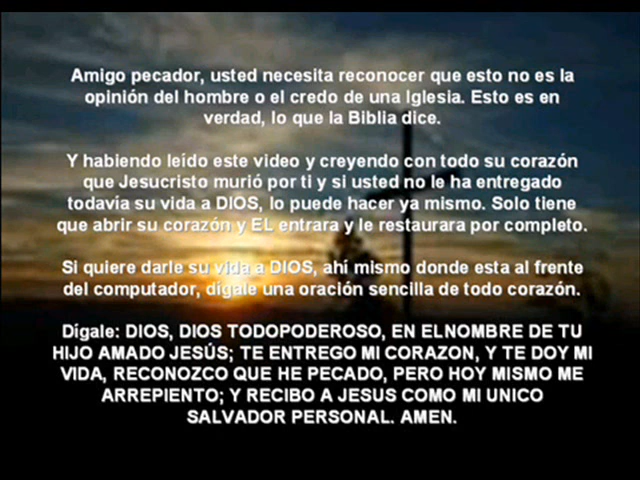 Amigo pecador, usted necesita reconocer que esto no es la
opinión del hombre o el credo de una Iglesia. Esto es en
verdad, lo que la Biblia dice.
Y habiendo leído este video y creyendo con todo su corazón
que Jesucristo murió por ti y si usted no le ha entregado
todavía su vida a DIOS, lo puede hacer ya mismo. Solo tiene
que abrir su corazón y EL entrara y le restaurara por completo.
Si quiere darle su vida a DIOS, ahí mismo donde esta al frente
del computador, dígale una oración sencilla de todo corazón.
Dígale: DIOS, DIOS TODOPODEROSO, EN ELNOMBRE DE TU
HIJO AMADO JESÚS; TE ENTREGO MI CORAZON, Y TE DOY MI
VIDA, RECONOZCO QUE HE PECADO, PERO HOY MISMO ME
ARREPIENTO; Y RECIBO A JESUS COMO MI UNICO
SALVADOR PERSONAL. AMEN.